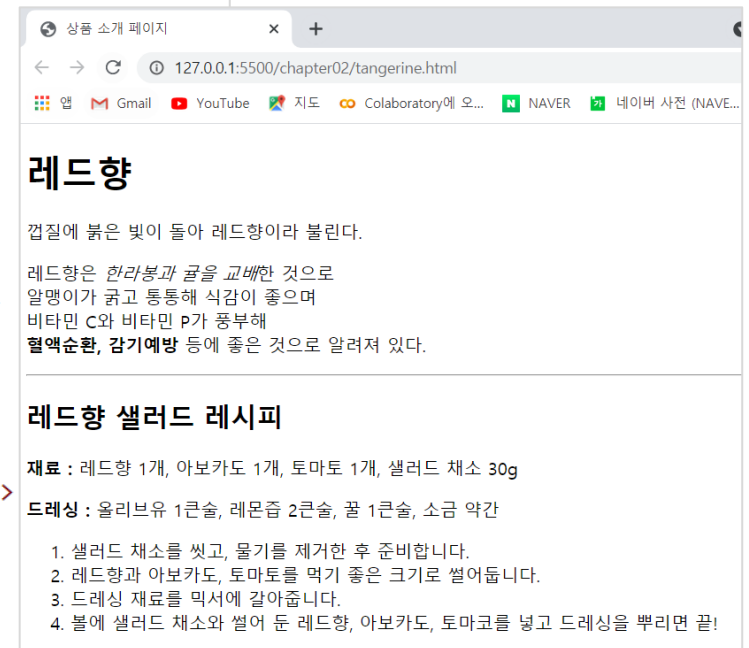 상품 소개 페이지
127.0.0.1:5500/chapter02/tangerine.html
앱 Gmail YouTube 지도 Colaboratory에 오... NAVER 네이버 사전 (NAVE...
레드향
껍질에 붉은 빛이 돌아 레드향이라 불린다.
레드향은 한라봉과 귤을 교배한 것으로
알맹이가 굵고 통통해 식감이 좋으며
비타민 C와 비타민 P가 풍부해
혈액순환, 감기예방 등에 좋은 것으로 알려져 있다.
레드향 샐러드 레시피
재료 : 레드향 1개, 아보카도 1개, 토마토 1개, 샐러드 채소 30g
드레싱 : 올리브유 1큰술, 레몬즙 2큰술, 꿀 1큰술, 소금 약간
1. 샐러드 채소를 씻고, 물기를 제거한 후 준비합니다.
2. 레드향과 아보카도, 토마토를 먹기 좋은 크기로 썰어둡니다.
3. 드레싱 재료를 믹서에 갈아줍니다.
4. 볼에 샐러드 채소와 썰어 둔 레드향, 아보카도, 토마코를 넣고 드레싱을 뿌리면 끝!